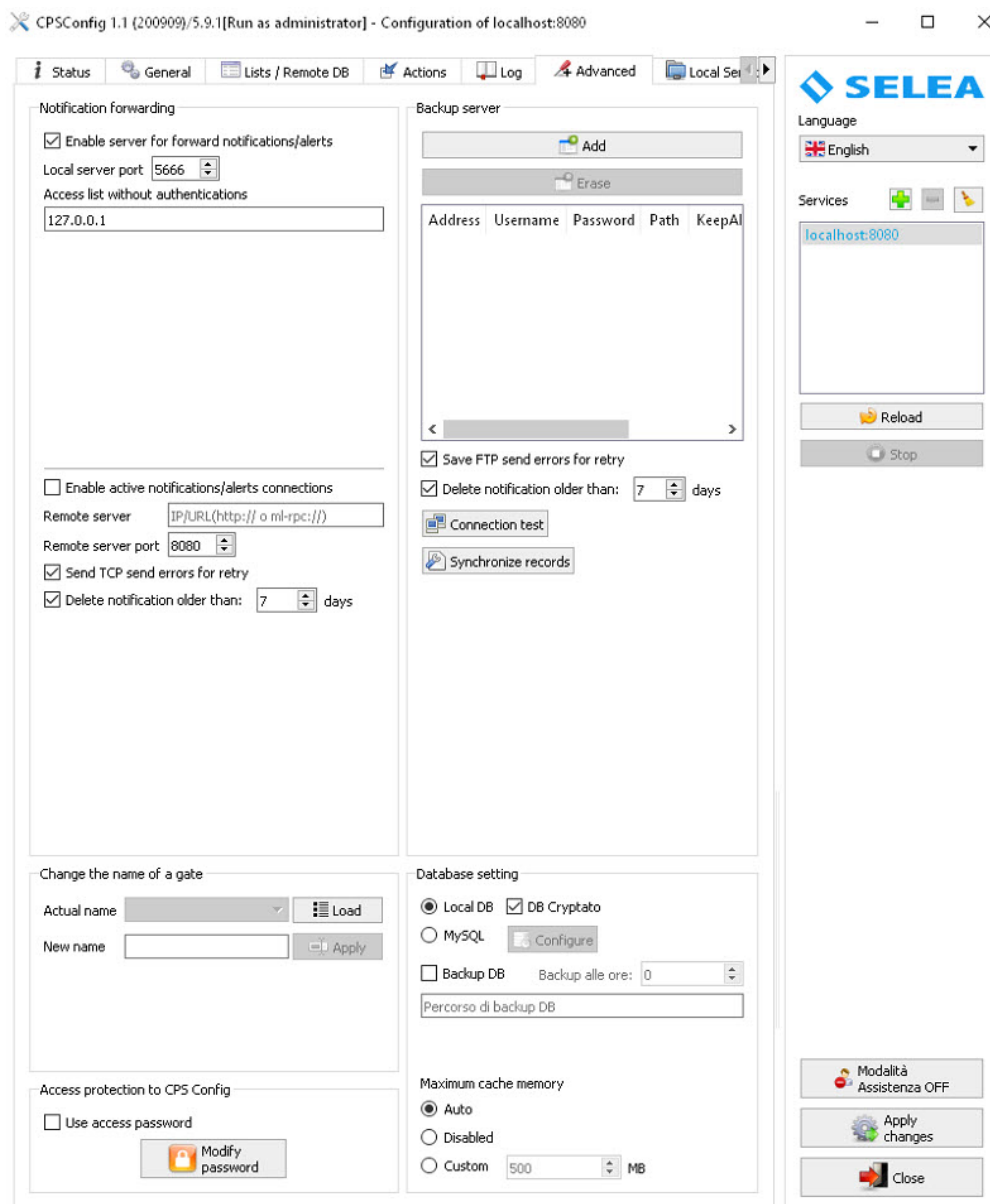 CPSConfig 1.1 (200909)/5.9.1[Run as administrator] - Configuration of localhost:8080
Status
General
Lists / Remote DB
Actions
Log
Advanced
Local Ser
Notification forwarding
Enable server for forward notifications/alerts
Local server port 5666
Access list without authentications
127.0.0.1
Enable active notifications/alerts connections
Remote server IP/URL(http:// o ml-rpc://)
Remote server port 8080
Send TCP send errors for retry
Delete notification older than: 7 days
Backup server
Add
Erase
Address Username Password Path KeepAl
Save FTP send errors for retry
Delete notification older than: 7 days
Connection test
Synchronize records
Change the name of a gate
Actual name Load
New name Apply
Access protection to CPS Config
Use access password
Modify
password
Database setting
Local DB DB Cryptato
MySQL Configure
Backup DB Backup alle ore: 0
Percorso di backup DB
Maximum cache memory
Auto
Disabled
Custom 500 MB
SELEA
Language
English
Services
localhost:8080
Reload
Stop
Modalità
Assistenza OFF
Apply
changes
Close